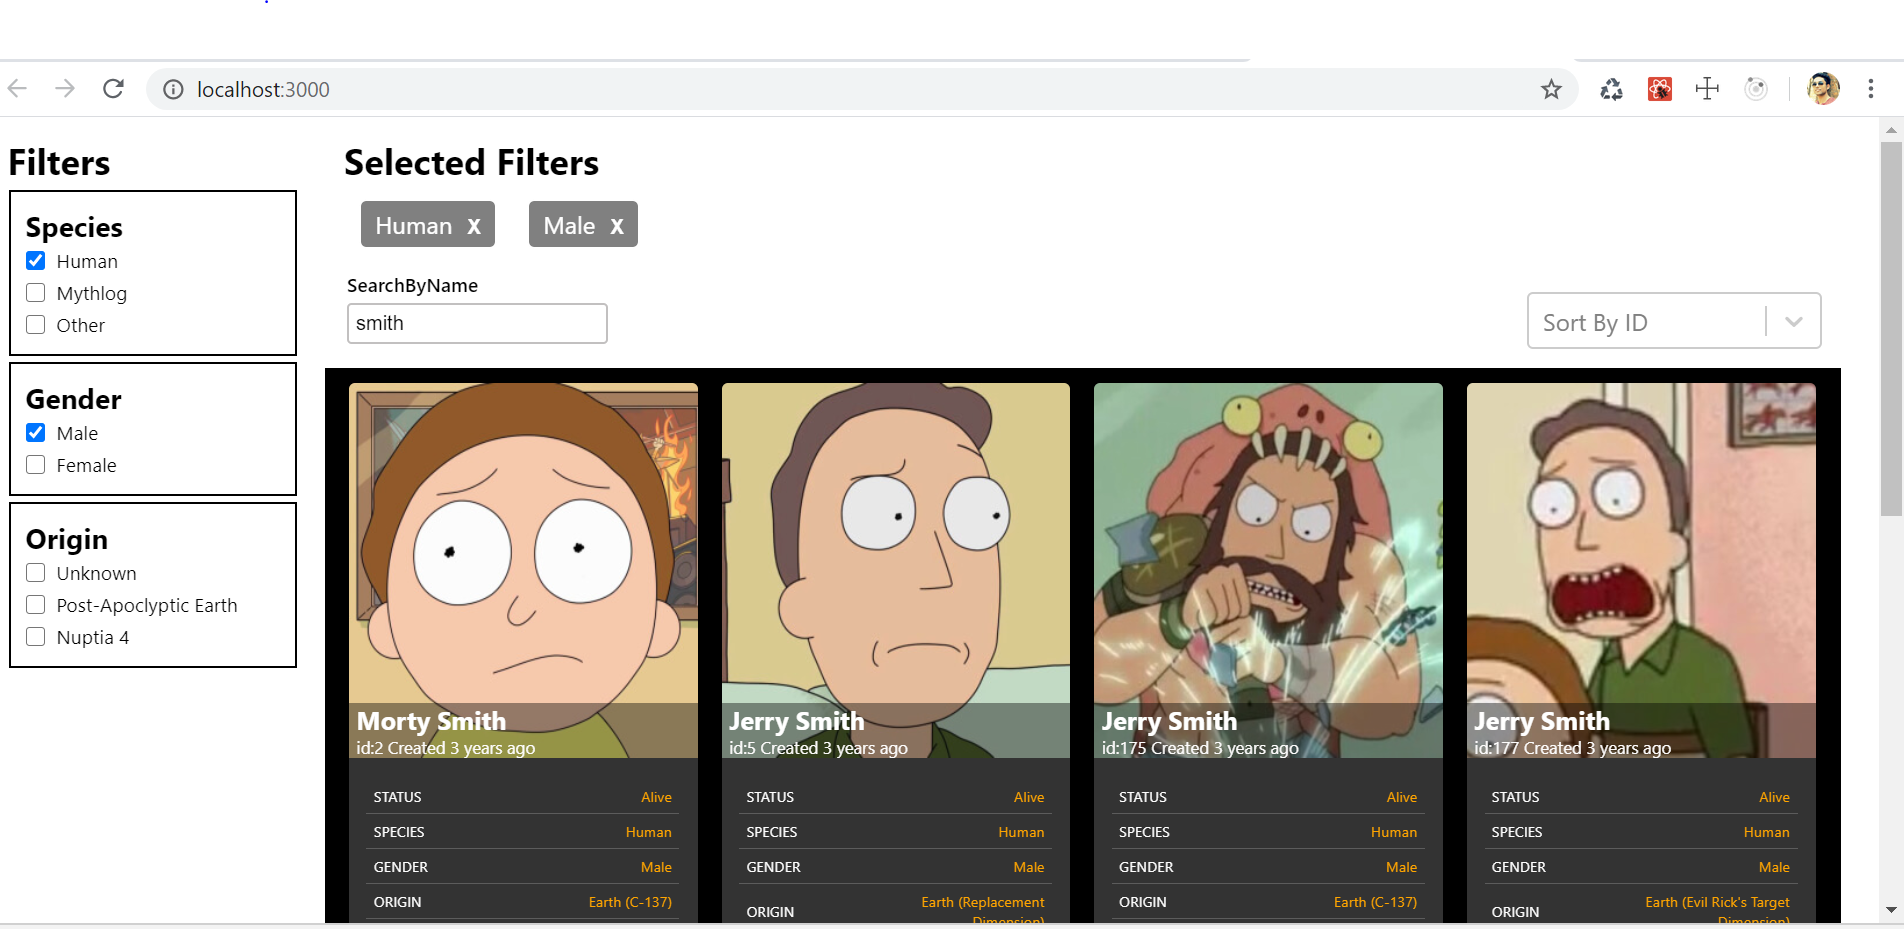 localhost:3000
Filters
Species
Human
Mythlog
Other
Gender
Male
Female
Origin
Unknown
Post-Apoclyptic Earth
Nuptia 4
Selected Filters
Human x Male x
SearchByName
smith
Sort By ID
Morty Smith
id:2 Created 3 years ago
STATUS Alive
SPECIES Human
GENDER Male
ORIGIN Earth (C-137)
Jerry Smith
id:5 Created 3 years ago
STATUS Alive
SPECIES Human
GENDER Male
ORIGIN Earth (Replacement
Dimension)
Jerry Smith
id:175 Created 3 years ago
STATUS Alive
SPECIES Human
GENDER Male
ORIGIN Earth (C-137)
Jerry Smith
id:177 Created 3 years ago
STATUS Alive
SPECIES Human
GENDER Male
ORIGIN Earth (Evil Rick's Target
Dimension)